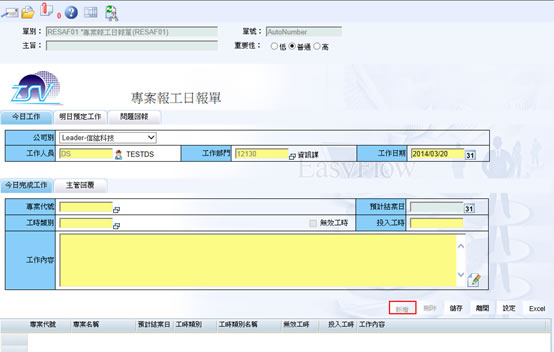 0
單別： RESAF01 "專案報工日報單(RESAF01) 單號： AutoNumber
主旨： 重要性： 低 普通 高
專案報工日報單
今日工作 明日預定工作 問題回報
公司別 Leader-信誼科技
工作人員 DS TESTDS 工作部門 12130 資訊課 工作日期 2014/03/20 31
EasyFlow
今日完成工作 主管回覆
專案代號 預計結案日 31
工時類別 無效工時 投入工時
工作內容
新增 刪除 儲存 離開 設定 Excel
專案代號 專案名稱 預計結案日 工時類別 工時類別名稱 無效工時 投入工時 工作內容